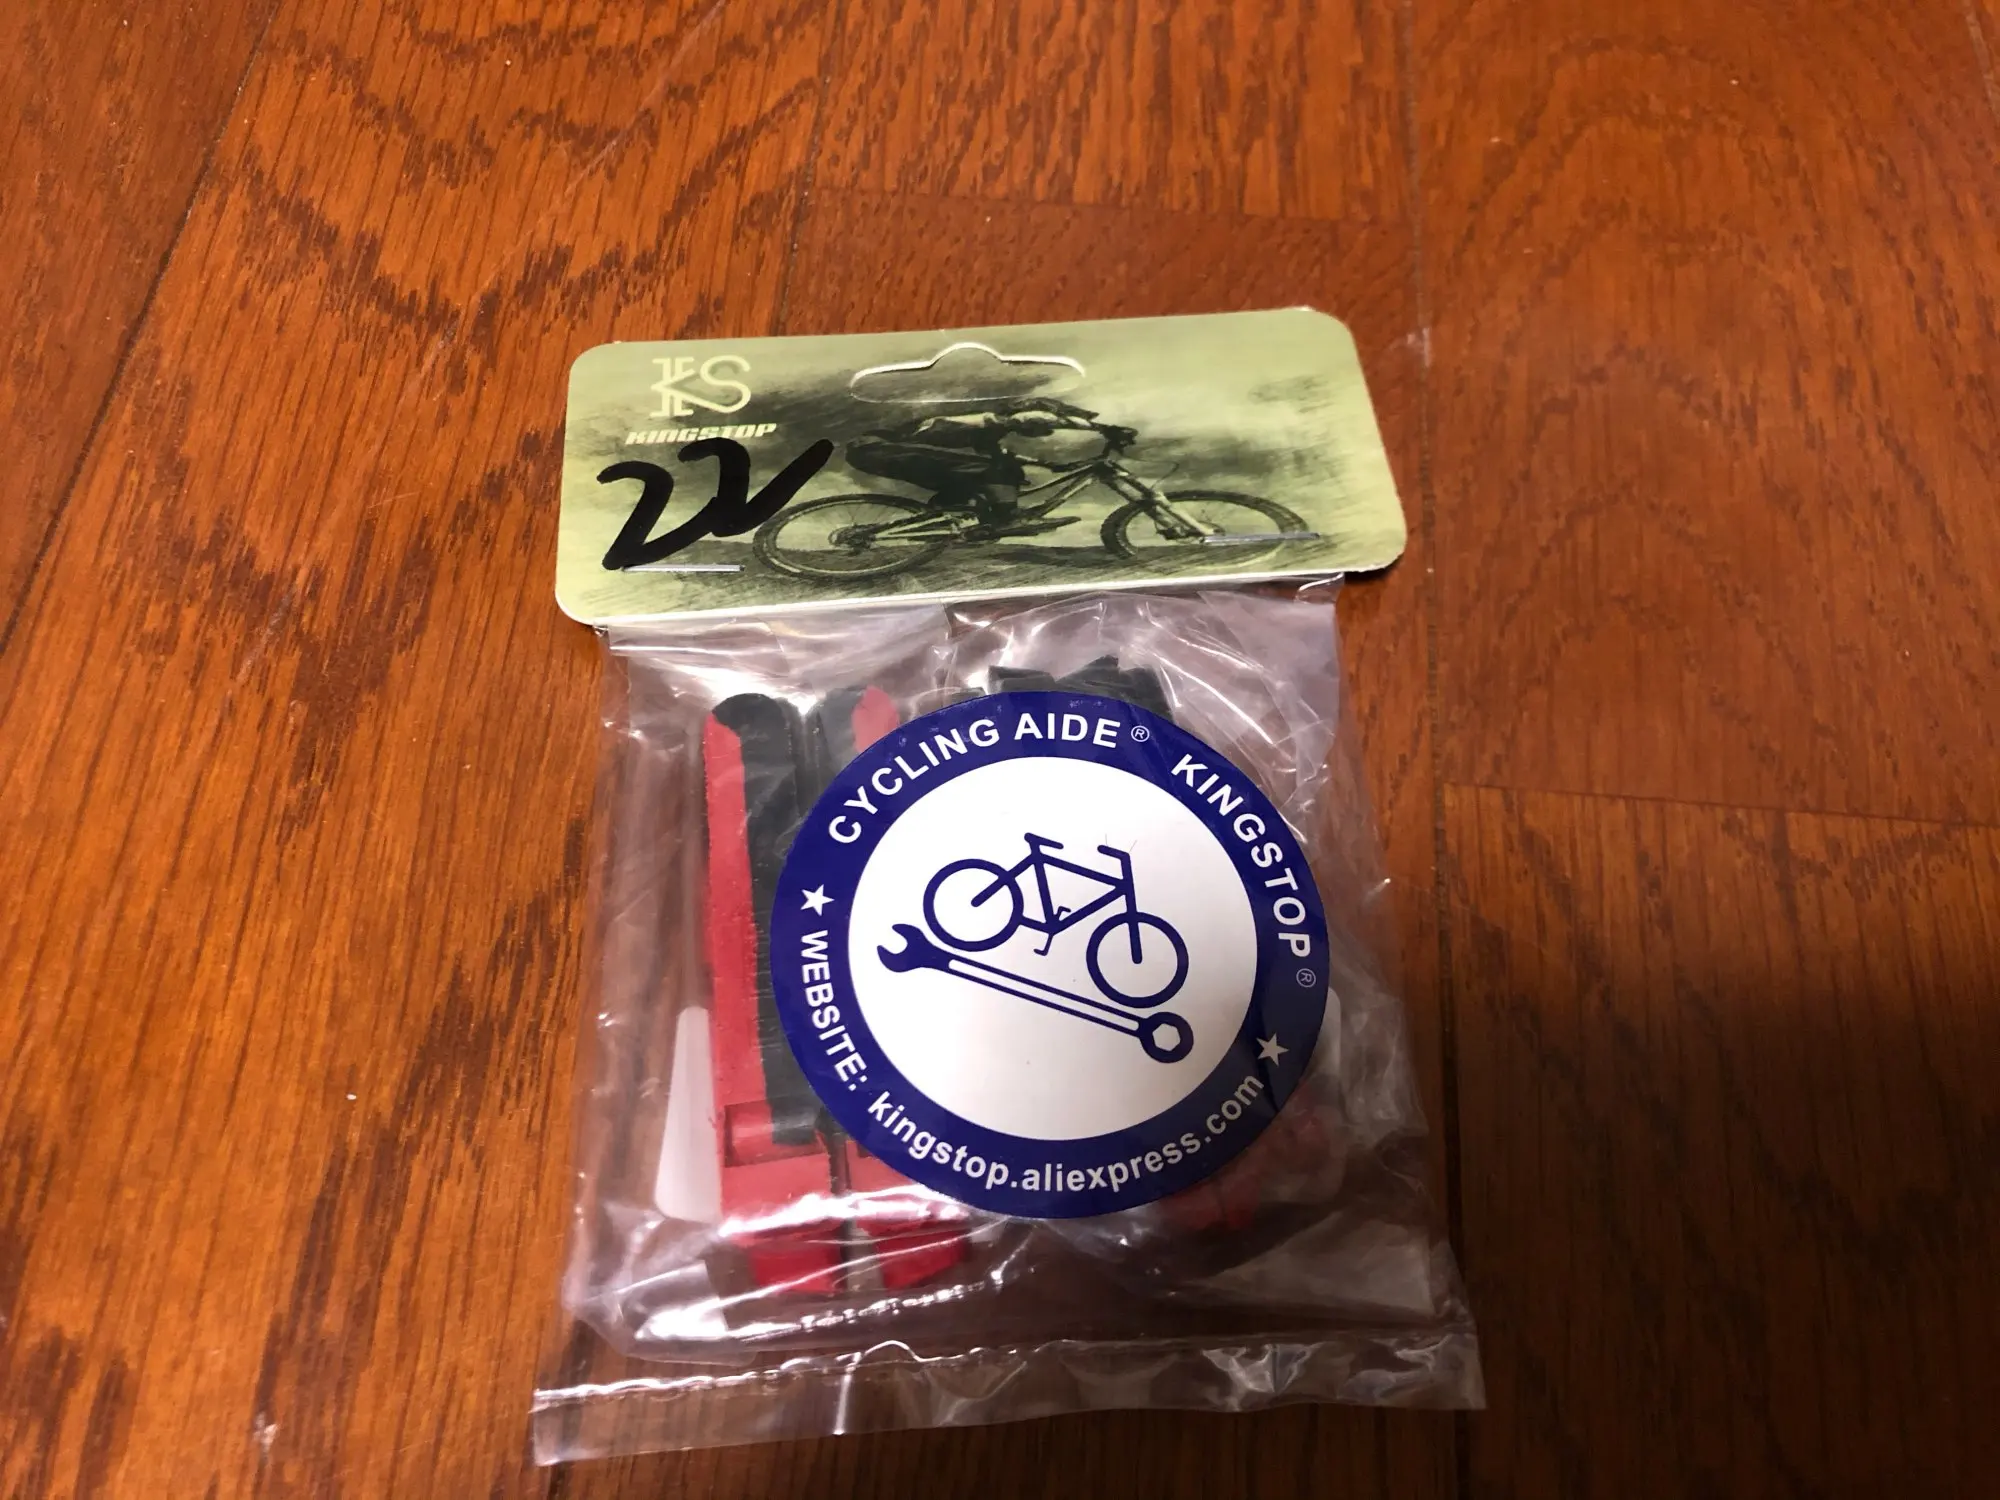 KS
KINGSTOP
22
CYCLING AIDE® KINGSTOP®
★ WEBSITE: kingstop.aliexpress.com ★